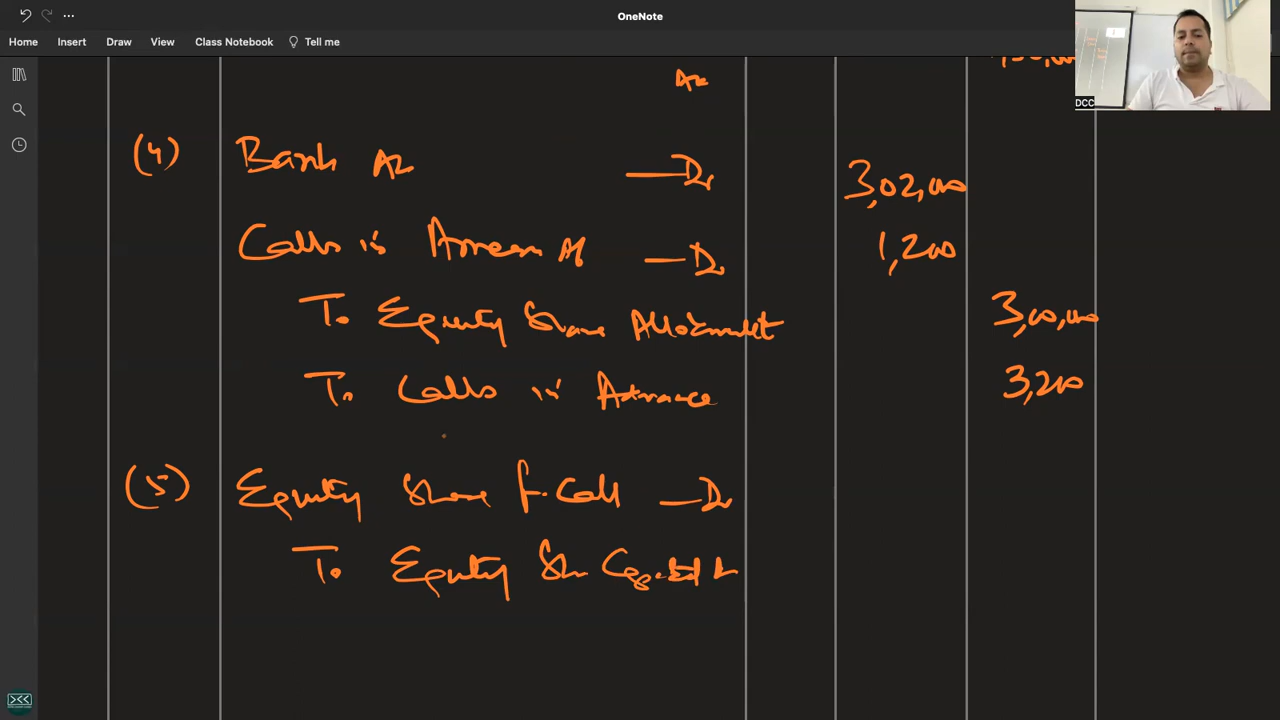 OneNote
Home Insert Draw View Class Notebook Tell me
DCC
A/c
(4) Bank A/c —Dr 3,02,000
Calls in Arrears A/c —Dr 1,200
To Equity Share Allotment 3,00,000
To Calls in Advance 3,200
(5) Equity Share f. Call —Dr
To Equity Sh Capital A/c